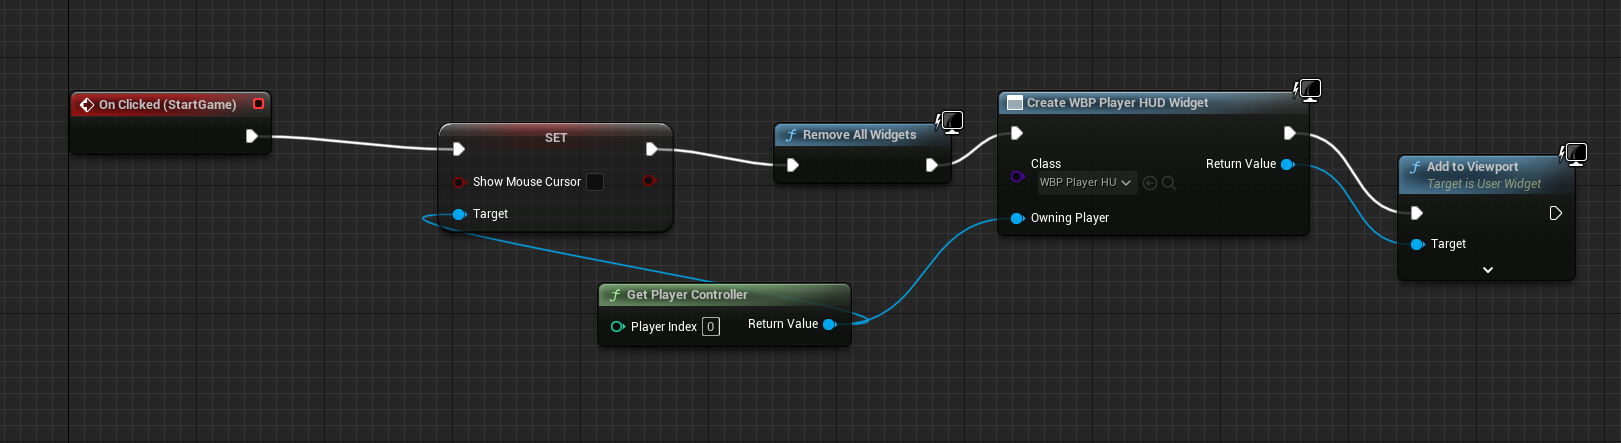 On Clicked (StartGame)
SET
Show Mouse Cursor
Target
Remove All Widgets
Get Player Controller
Player Index 0
Return Value
Create WBP Player HUD Widget
Class
WBP Player HU
Return Value
Owning Player
Add to Viewport
Target is User Widget
Target